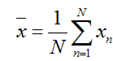 x̄ = 1/N ∑_{n=1}^{N} x_n